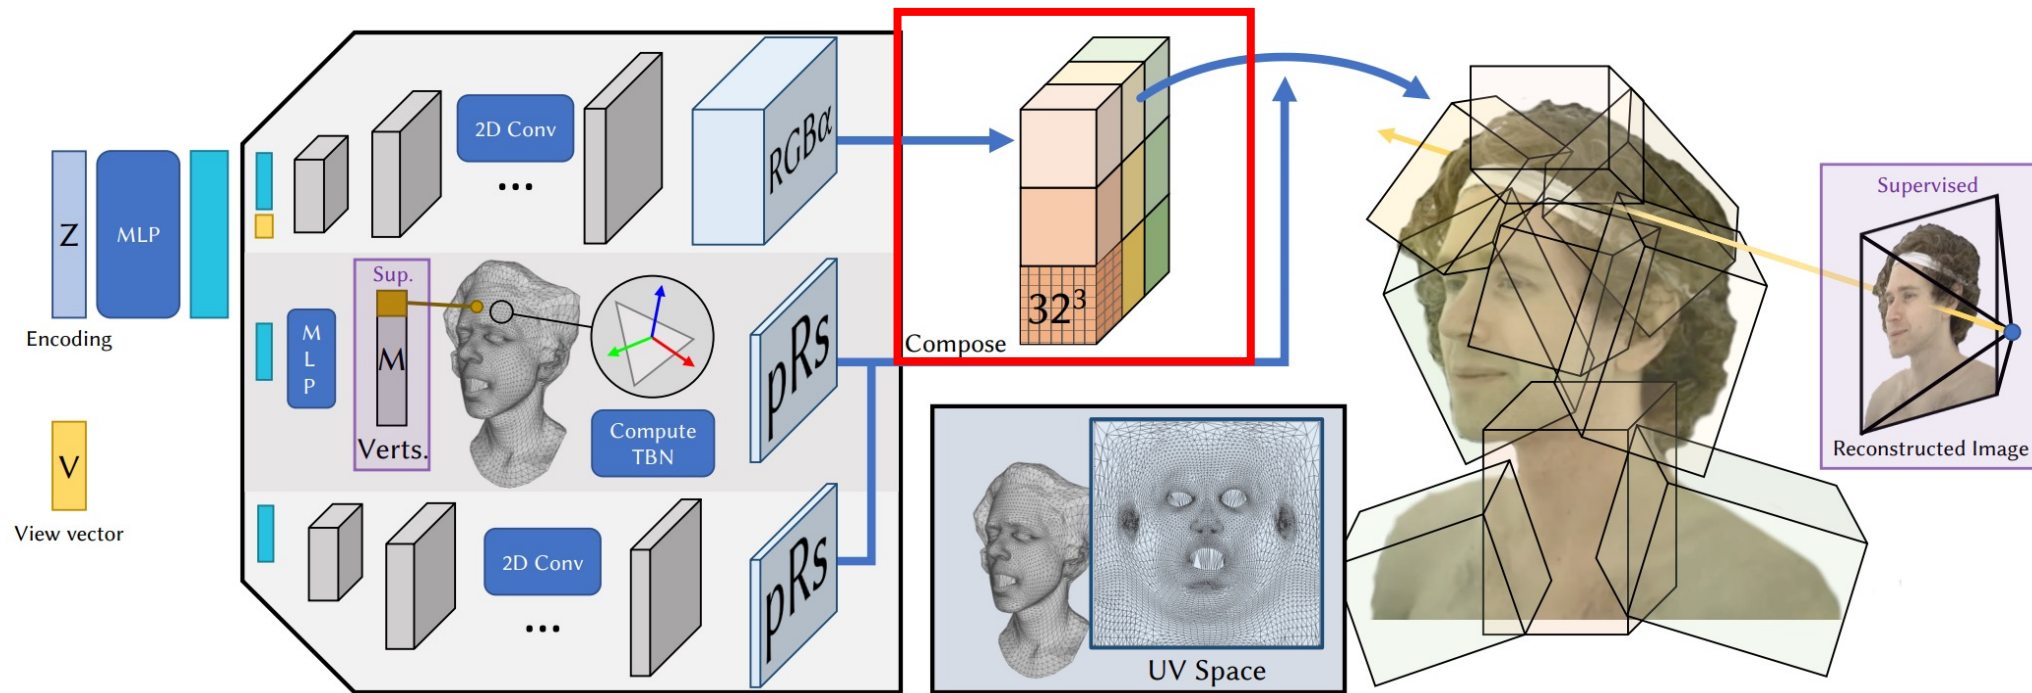 Z
Encoding
MLP
V
View vector
2D Conv
...
RGBα
M
L
P
Sup.
M
Verts.
Compute
TBN
pRs
2D Conv
...
pRs
32³
Compose
UV Space
Supervised
Reconstructed Image